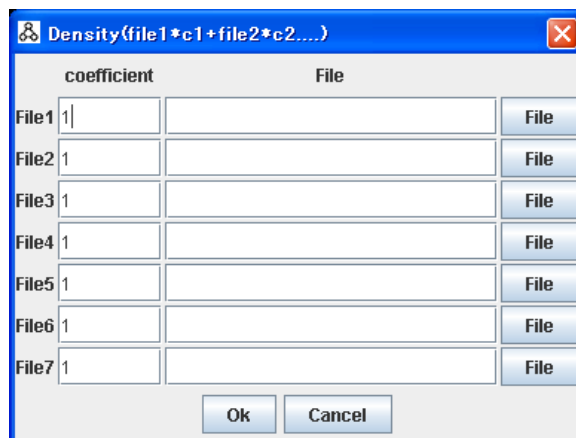 Density(file1*c1+file2*c2....)
coefficient File
File1 1 File
File2 1 File
File3 1 File
File4 1 File
File5 1 File
File6 1 File
File7 1 File
Ok Cancel